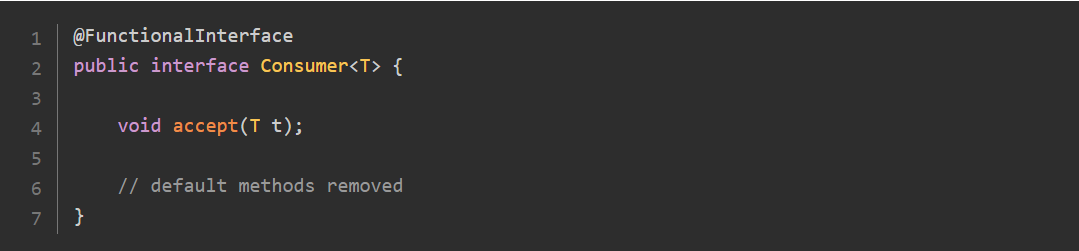 1 @FunctionalInterface
2 public interface Consumer<T> {
3
4     void accept(T t);
5
6     // default methods removed
7 }